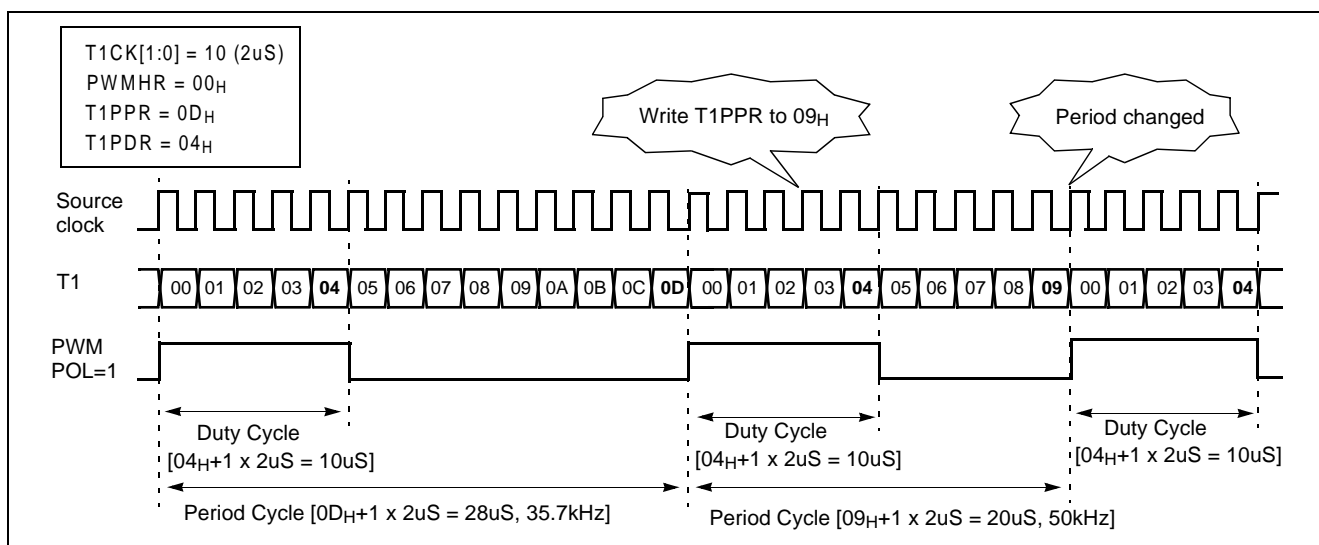 T1CK[1:0] = 10 (2uS)
PWMHR = 00H
T1PPR = 0DH
T1PDR = 04H
Write T1PPR to 09H
Period changed
Source
clock
T1
00 01 02 03 04 05 06 07 08 09 0A 0B 0C 0D 00 01 02 03 04 05 06 07 08 09 00 01 02 03 04
PWM
POL=1
Duty Cycle
[04H+1 x 2uS = 10uS]
Duty Cycle
[04H+1 x 2uS = 10uS]
Duty Cycle
[04H+1 x 2uS = 10uS]
Period Cycle [0DH+1 x 2uS = 28uS, 35.7kHz]
Period Cycle [09H+1 x 2uS = 20uS, 50kHz]